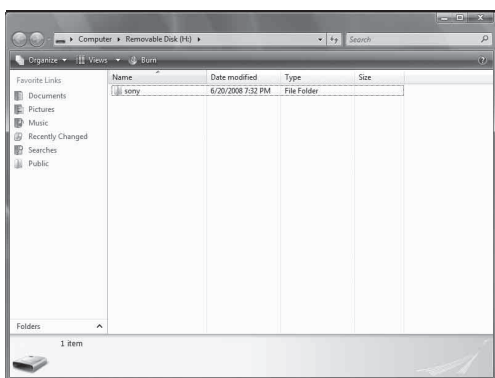 Computer ▸ Removable Disk (H:) ▸ Search
Organize Views Burn
Favorite Links
Documents
Pictures
Music
Recently Changed
Searches
Public
Name Date modified Type Size
sony 6/20/2008 7:32 PM File Folder
Folders
1 item